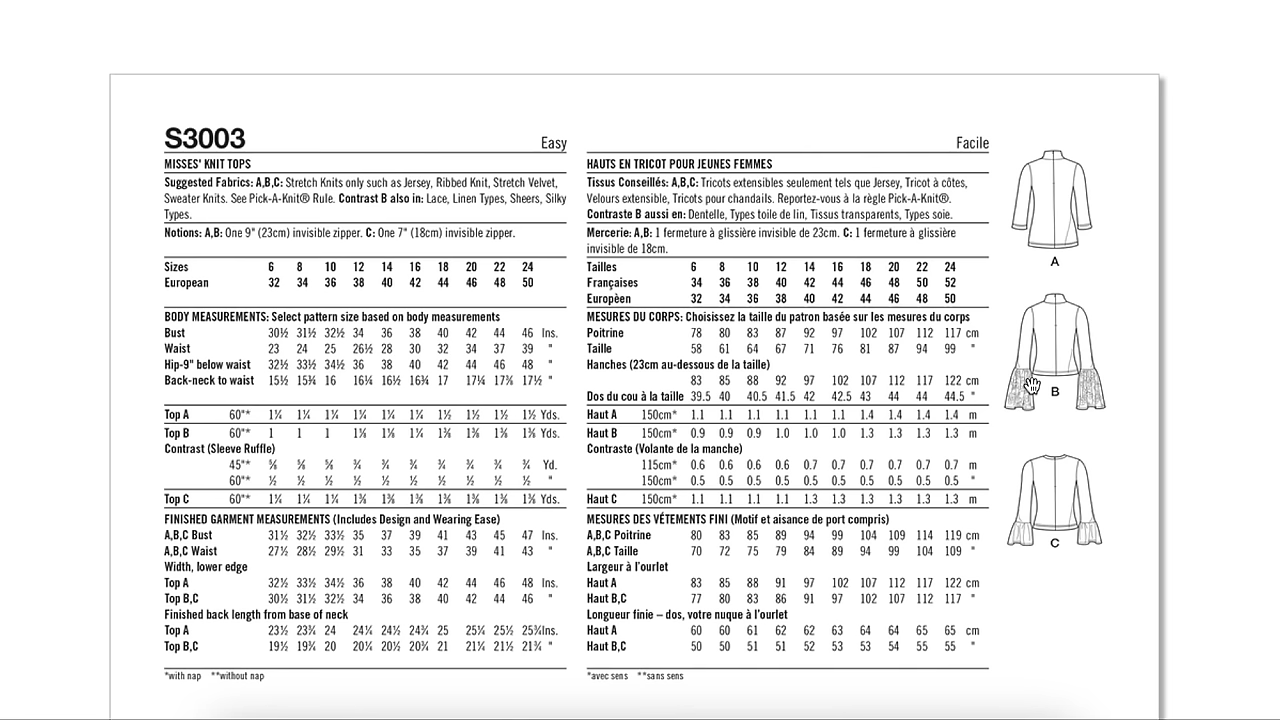 S3003 Easy
MISSES' KNIT TOPS
Suggested Fabrics: A,B,C: Stretch Knits only such as Jersey, Ribbed Knit, Stretch Velvet,
Sweater Knits. See Pick-A-Knit® Rule. Contrast B also in: Lace, Linen Types, Sheers, Silky
Types.
Notions: A,B: One 9" (23cm) invisible zipper. C: One 7" (18cm) invisible zipper.
Sizes 6 8 10 12 14 16 18 20 22 24
European 32 34 36 38 40 42 44 46 48 50
BODY MEASUREMENTS: Select pattern size based on body measurements
Bust 30½ 31½ 32½ 34 36 38 40 42 44 46 Ins.
Waist 23 24 25 26½ 28 30 32 34 37 39 "
Hip-9" below waist 32½ 33½ 34½ 36 38 40 42 44 46 48 "
Back-neck to waist 15½ 15¾ 16 16¼ 16½ 16¾ 17 17¼ 17⅜ 17½ "
Top A 60"* 1¼ 1¼ 1¼ 1¼ 1¼ 1¼ 1½ 1½ 1½ 1½ Yds.
Top B 60"* 1 1 1 1⅛ 1⅛ 1¼ 1⅜ 1⅜ 1⅜ 1⅜ Yds.
Contrast (Sleeve Ruffle)
45"* ⅝ ⅝ ⅝ ¾ ¾ ¾ ¾ ¾ ¾ ¾ Yd.
60"* ½ ½ ½ ½ ½ ½ ½ ½ ½ ½ "
Top C 60"* 1¼ 1¼ 1¼ 1⅜ 1⅜ 1⅜ 1⅜ 1⅜ 1⅜ 1⅜ Yds.
FINISHED GARMENT MEASUREMENTS (Includes Design and Wearing Ease)
A,B,C Bust 31½ 32½ 33½ 35 37 39 41 43 45 47 Ins.
A,B,C Waist 27½ 28½ 29½ 31 33 35 37 39 41 43 "
Width, lower edge
Top A 32½ 33½ 34½ 36 38 40 42 44 46 48 Ins.
Top B,C 30½ 31½ 32½ 34 36 38 40 42 44 46 "
Finished back length from base of neck
Top A 23½ 23¾ 24 24¼ 24½ 24¾ 25 25¼ 25½ 25¾ Ins.
Top B,C 19½ 19¾ 20 20¼ 20½ 20¾ 21 21¼ 21½ 21¾ "
*with nap **without nap
Facile
HAUTS EN TRICOT POUR JEUNES FEMMES
Tissus Conseillés: A,B,C: Tricots extensibles seulement tels que Jersey, Tricot à côtes,
Velours extensible, Tricots pour chandails. Reportez-vous à la règle Pick-A-Knit®.
Contraste B aussi en: Dentelle, Types toile de lin, Tissus transparents, Types soie.
Mercerie: A,B: 1 fermeture à glissière invisible de 23cm. C: 1 fermeture à glissière
invisible de 18cm.
Tailles 6 8 10 12 14 16 18 20 22 24
Françaises 34 36 38 40 42 44 46 48 50 52
Europèen 32 34 36 38 40 42 44 46 48 50
MESURES DU CORPS: Choisissez la taille du patron basée sur les mesures du corps
Poitrine 78 80 83 87 92 97 102 107 112 117 cm
Taille 58 61 64 67 71 76 81 87 94 99 "
Hanches (23cm au-dessous de la taille)
83 85 88 92 97 102 107 112 117 122 cm
Dos du cou à la taille 39.5 40 40.5 41.5 42 42.5 43 44 44 44.5 "
Haut A 150cm* 1.1 1.1 1.1 1.1 1.1 1.1 1.4 1.4 1.4 1.4 m
Haut B 150cm* 0.9 0.9 0.9 1.0 1.0 1.0 1.3 1.3 1.3 1.3 m
Contraste (Volante de la manche)
115cm* 0.6 0.6 0.6 0.6 0.7 0.7 0.7 0.7 0.7 0.7 m
150cm* 0.5 0.5 0.5 0.5 0.5 0.5 0.5 0.5 0.5 0.5 "
Haut C 150cm* 1.1 1.1 1.1 1.1 1.3 1.3 1.3 1.3 1.3 1.3 m
MESURES DES VÉTEMENTS FINI (Motif et aisance de port compris)
A,B,C Poitrine 80 83 85 89 94 99 104 109 114 119 cm
A,B,C Taille 70 72 75 79 84 89 94 99 104 109 "
Largeur à l'ourlet
Haut A 83 85 88 91 97 102 107 112 117 122 cm
Haut B,C 77 80 83 86 91 97 102 107 112 117 "
Longueur finie – dos, votre nuque à l'ourlet
Haut A 60 60 61 62 62 63 64 64 65 65 cm
Haut B,C 50 50 51 51 52 53 53 54 55 55 "
*avec sens **sans sens
A
B
C